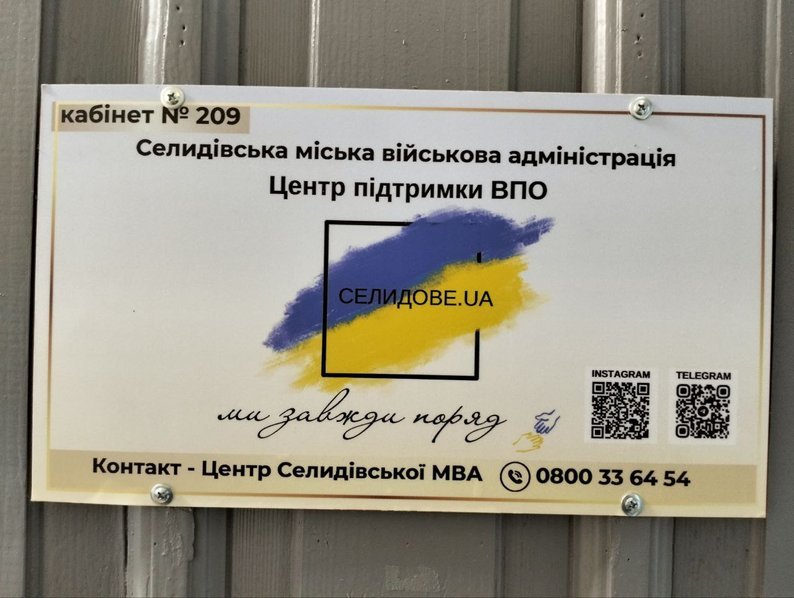 кабінет № 209
Селидівська міська військова адміністрація
Центр підтримки ВПО
СЕЛИДОВЕ.UA
ми завжди поряд
INSTAGRAM
TELEGRAM
Контакт - Центр Селидівської МВА 0800 33 64 54